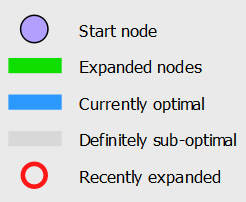 Start node
Expanded nodes
Currently optimal
Definitely sub-optimal
Recently expanded